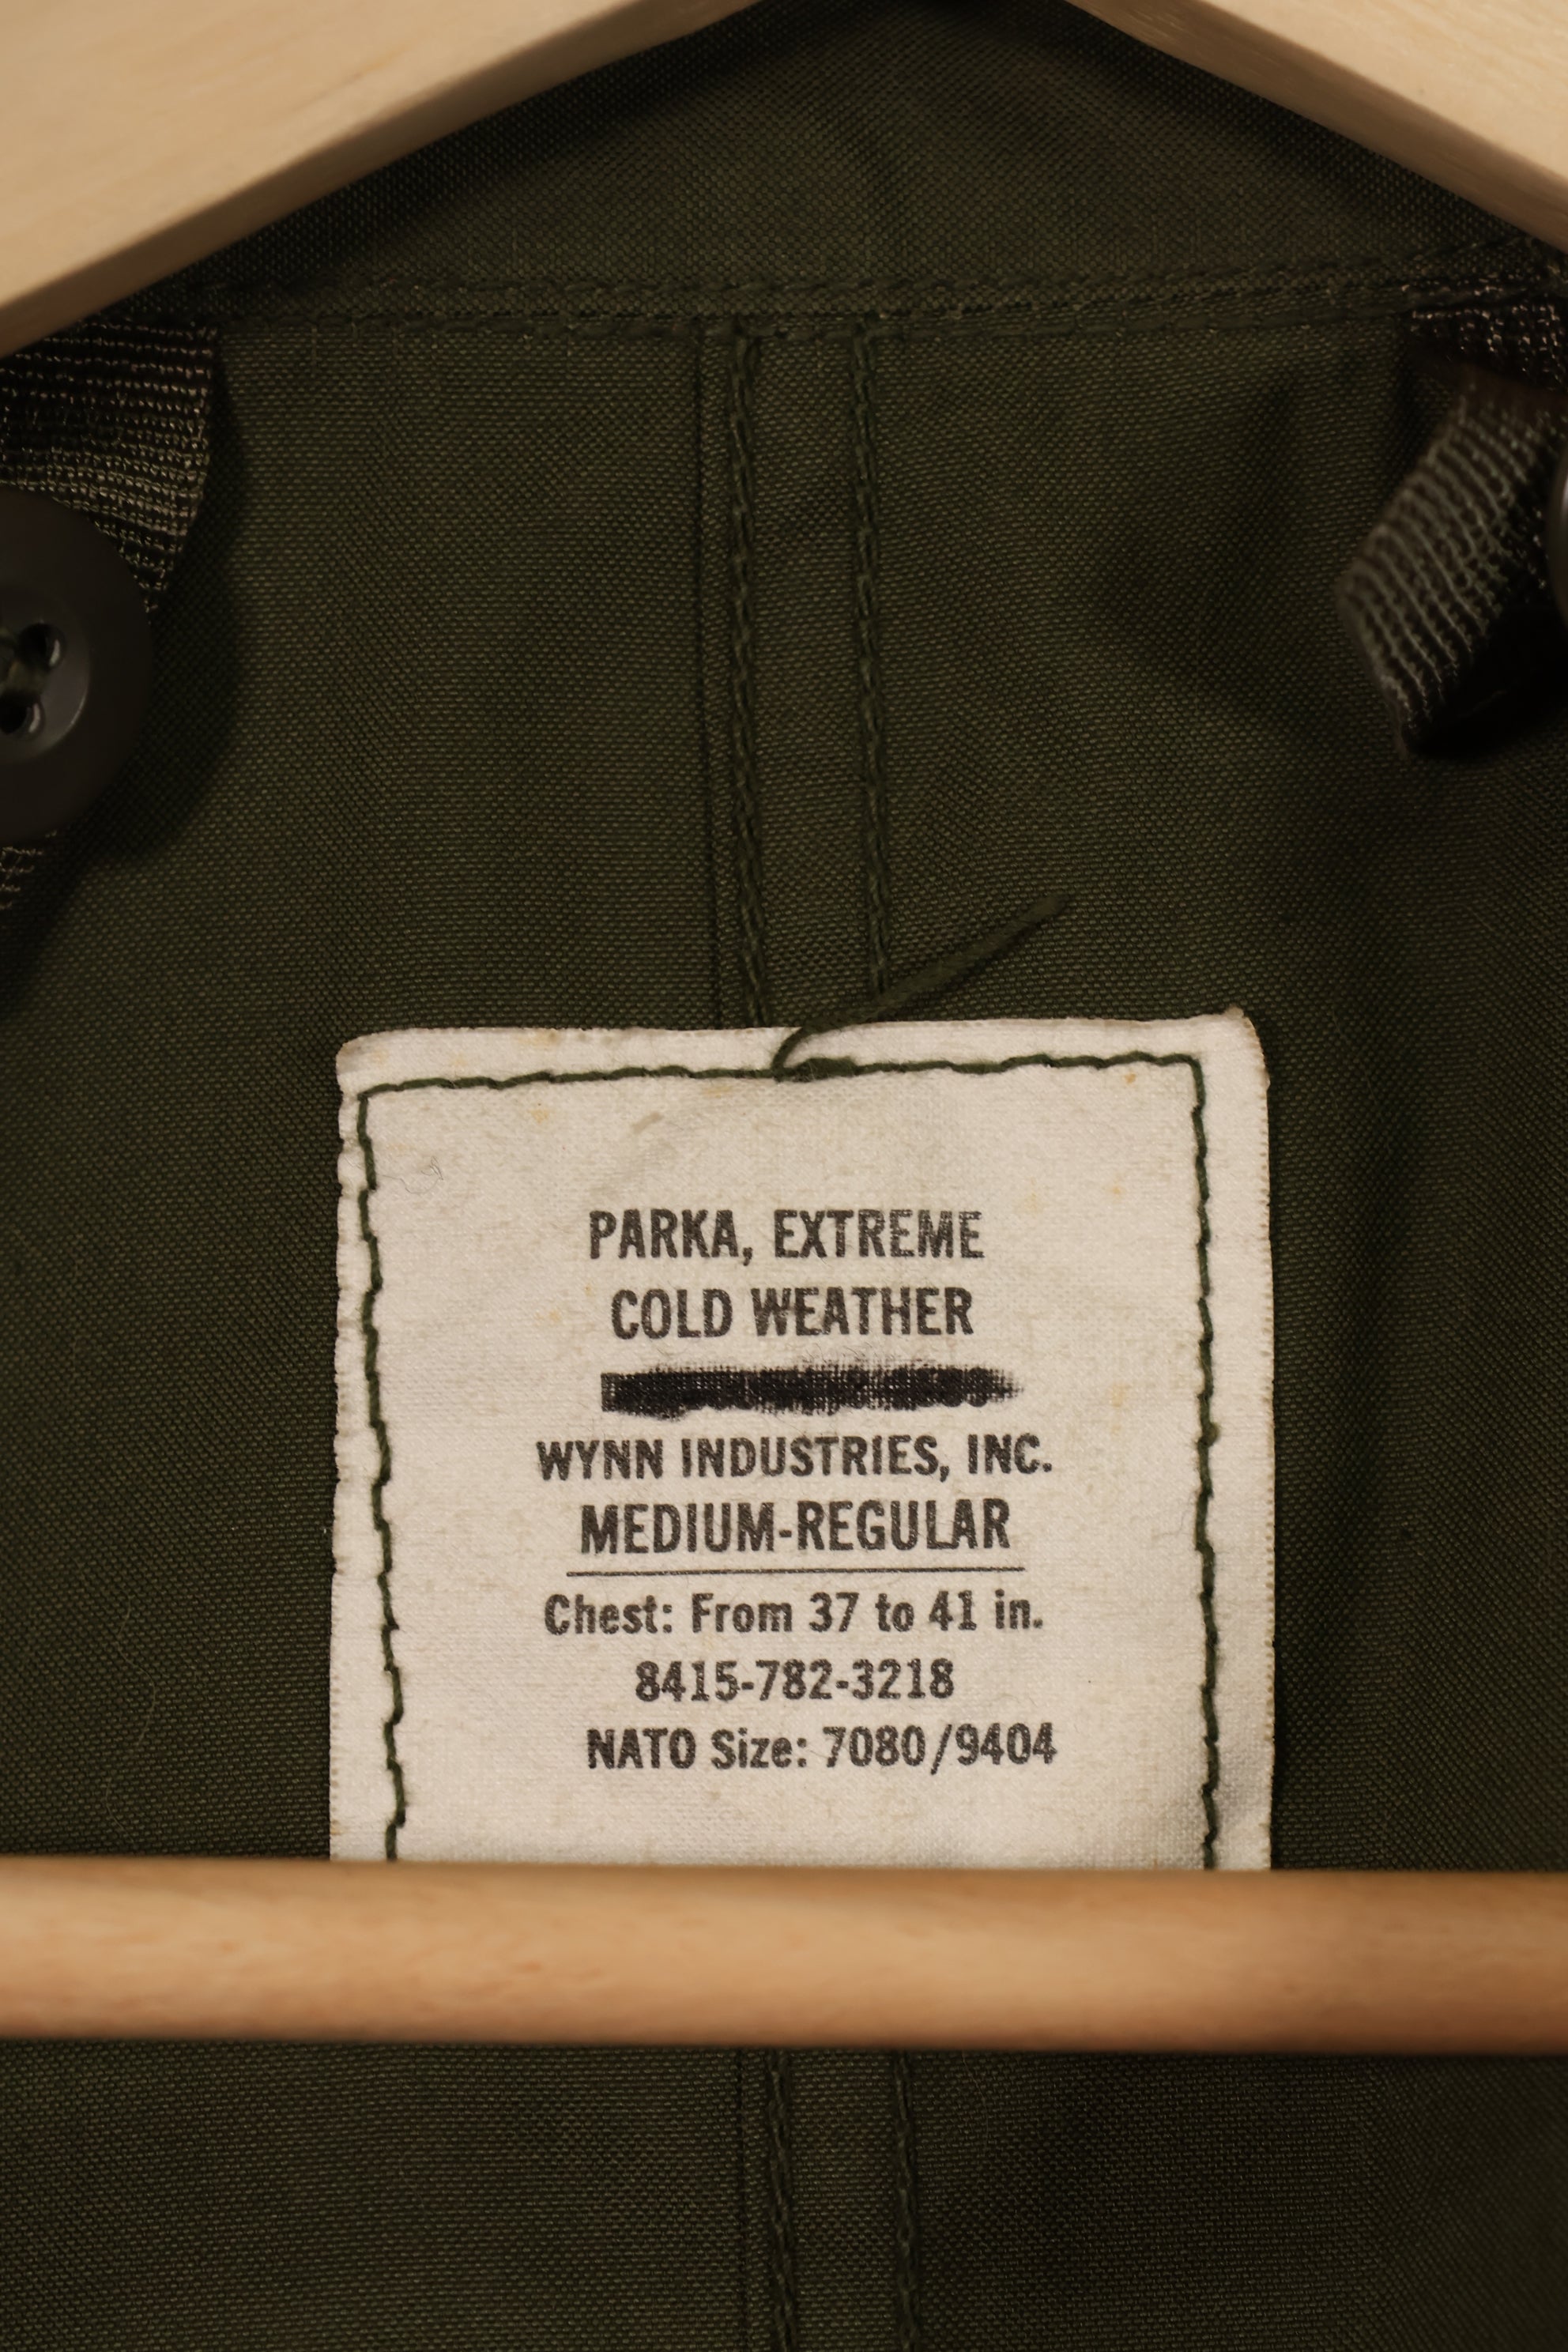 PARKA, EXTREME
COLD WEATHER
WYNN INDUSTRIES, INC.
MEDIUM-REGULAR
Chest: From 37 to 41 in.
8415-782-3218
NATO Size: 7080/9404